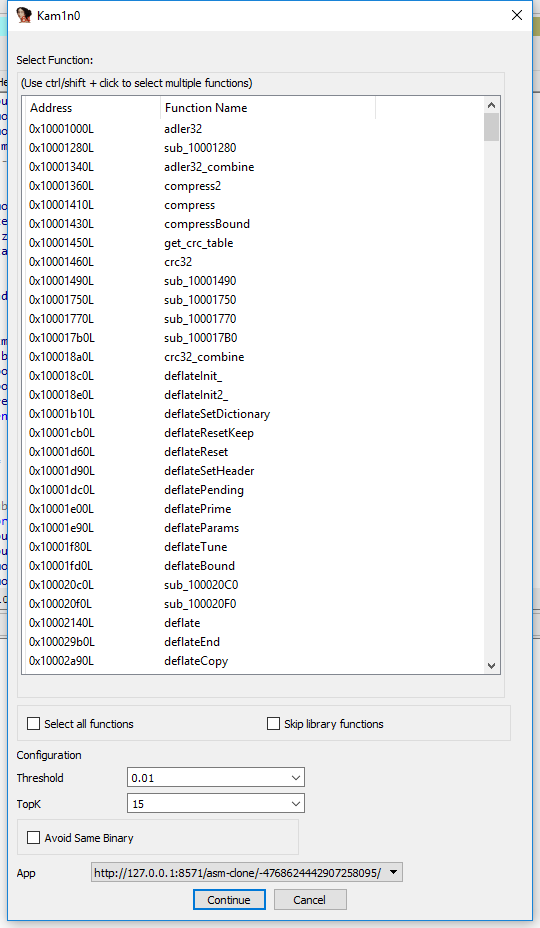 Kam1n0
Select Function:
(Use ctrl/shift + click to select multiple functions)
Address Function Name
0x10001000L adler32
0x10001280L sub_10001280
0x10001340L adler32_combine
0x10001360L compress2
0x10001410L compress
0x10001430L compressBound
0x10001450L get_crc_table
0x10001460L crc32
0x10001490L sub_10001490
0x10001750L sub_10001750
0x10001770L sub_10001770
0x100017b0L sub_100017B0
0x100018a0L crc32_combine
0x100018c0L deflateInit_
0x100018e0L deflateInit2_
0x10001b10L deflateSetDictionary
0x10001cb0L deflateResetKeep
0x10001d60L deflateReset
0x10001d90L deflateSetHeader
0x10001dc0L deflatePending
0x10001e00L deflatePrime
0x10001e90L deflateParams
0x10001f80L deflateTune
0x10001fd0L deflateBound
0x100020c0L sub_100020C0
0x100020f0L sub_100020F0
0x10002140L deflate
0x100029b0L deflateEnd
0x10002a90L deflateCopy
Select all functions Skip library functions
Configuration
Threshold 0.01
TopK 15
Avoid Same Binary
App http://127.0.0.1:8571/asm-clone/-4768624442907258095/
Continue Cancel